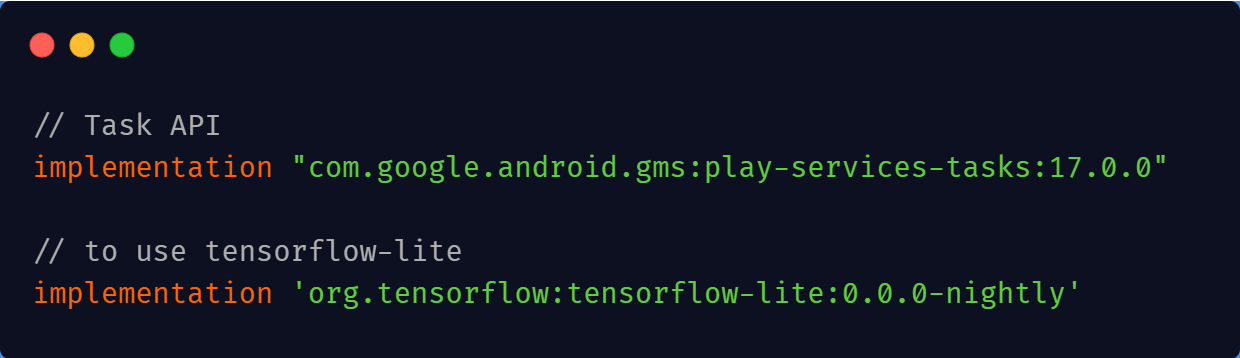 // Task API
implementation "com.google.android.gms:play-services-tasks:17.0.0"
// to use tensorflow-lite
implementation 'org.tensorflow:tensorflow-lite:0.0.0-nightly'